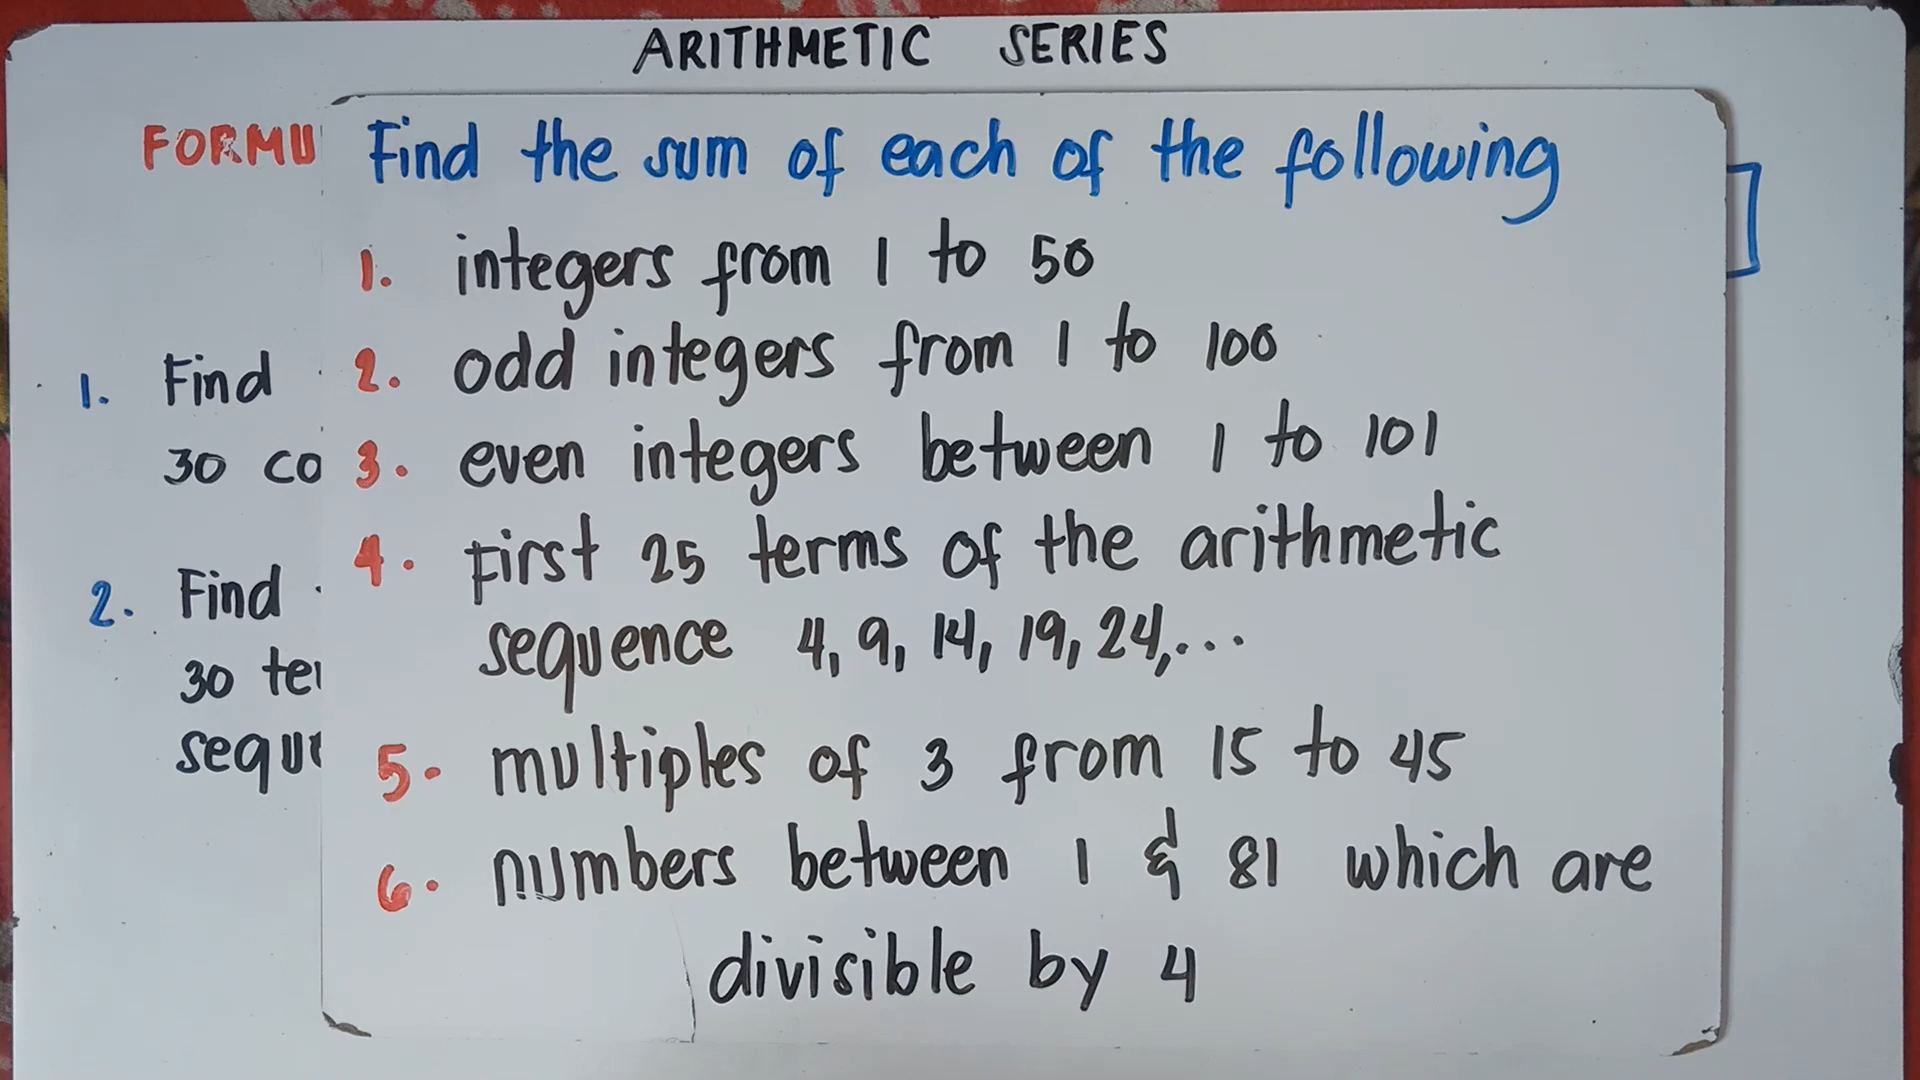 ARITHMETIC SERIES
Find the sum of each of the following
1. integers from 1 to 50
2. odd integers from 1 to 100
3. even integers between 1 to 101
4. First 25 terms of the arithmetic
sequence 4, 9, 14, 19, 24,...
5. multiples of 3 from 15 to 45
6. numbers between 1 & 81 which are
divisible by 4
FORMU
1. Find
30 co
2. Find
30 te
sequ